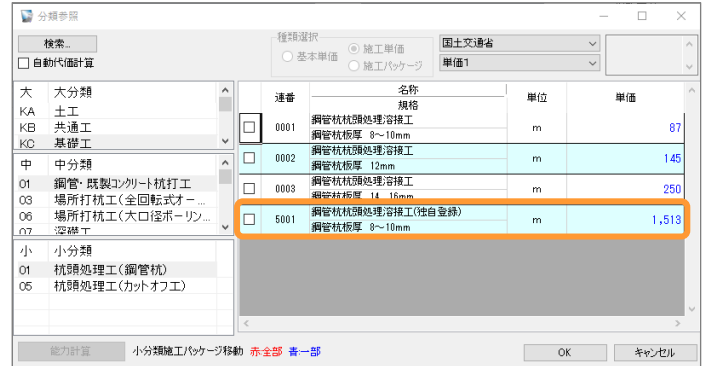 分類参照
検索...
自動代価計算
種類選択
基本単価
施工単価
施工パッケージ
国土交通省
単価1
大 大分類
KA 土工
KB 共通工
KC 基礎工
中 中分類
01 鋼管・既製コンクリート杭打工
03 場所打杭工(全回転式オー...
06 場所打杭工(大口径ボーリン...
07 深礎工
小 小分類
01 杭頭処理工(鋼管杭)
05 杭頭処理工(カットオフ工)
連番 名称 単位 単価
規格
0001 鋼管杭杭頭処理溶接工 m 87
鋼管杭板厚 8～10mm
0002 鋼管杭杭頭処理溶接工 m 145
鋼管杭板厚 12mm
0003 鋼管杭杭頭処理溶接工 m 250
鋼管杭板厚 14 16mm
5001 鋼管杭杭頭処理溶接工(独自登録) m 1,513
鋼管杭板厚 8～10mm
能力計算 小分類施工パッケージ移動 赤:全部 青:一部 OK キャンセル